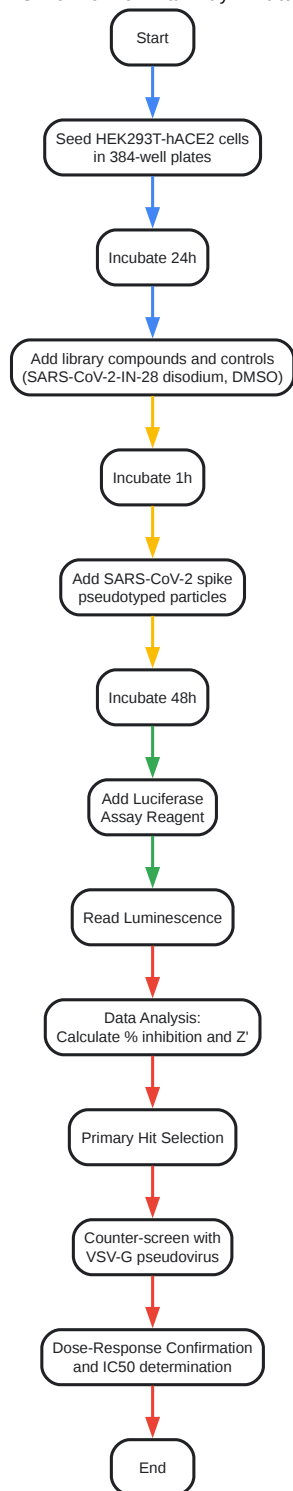 Start
Seed HEK293T-hACE2 cells
in 384-well plates
Incubate 24h
Add library compounds and controls
(SARS-CoV-2-IN-28 disodium, DMSO)
Incubate 1h
Add SARS-CoV-2 spike
pseudotyped particles
Incubate 48h
Add Luciferase
Assay Reagent
Read Luminescence
Data Analysis:
Calculate % inhibition and Z'
Primary Hit Selection
Counter-screen with
VSV-G pseudovirus
Dose-Response Confirmation
and IC50 determination
End